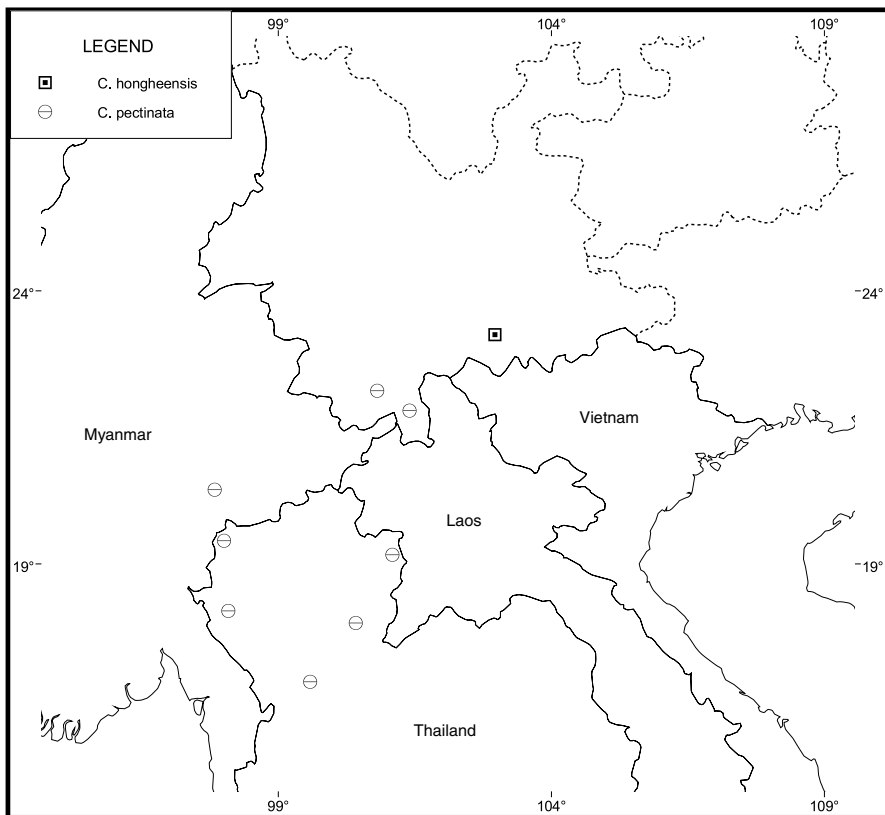 99° 104° 109°
LEGEND
C. hongheensis
C. pectinata
24° 24°
Vietnam
Myanmar
Laos
19° 19°
Thailand
99° 104° 109°